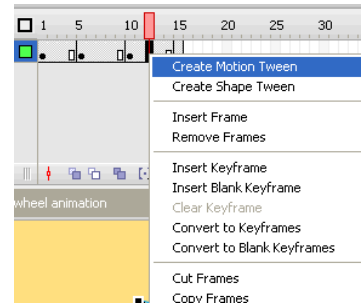 1 5 10 15 20 25 30
Create Motion Tween
Create Shape Tween
Insert Frame
Remove Frames
Insert Keyframe
Insert Blank Keyframe
wheel animation
Clear Keyframe
Convert to Keyframes
Convert to Blank Keyframes
Cut Frames
Copy Frames